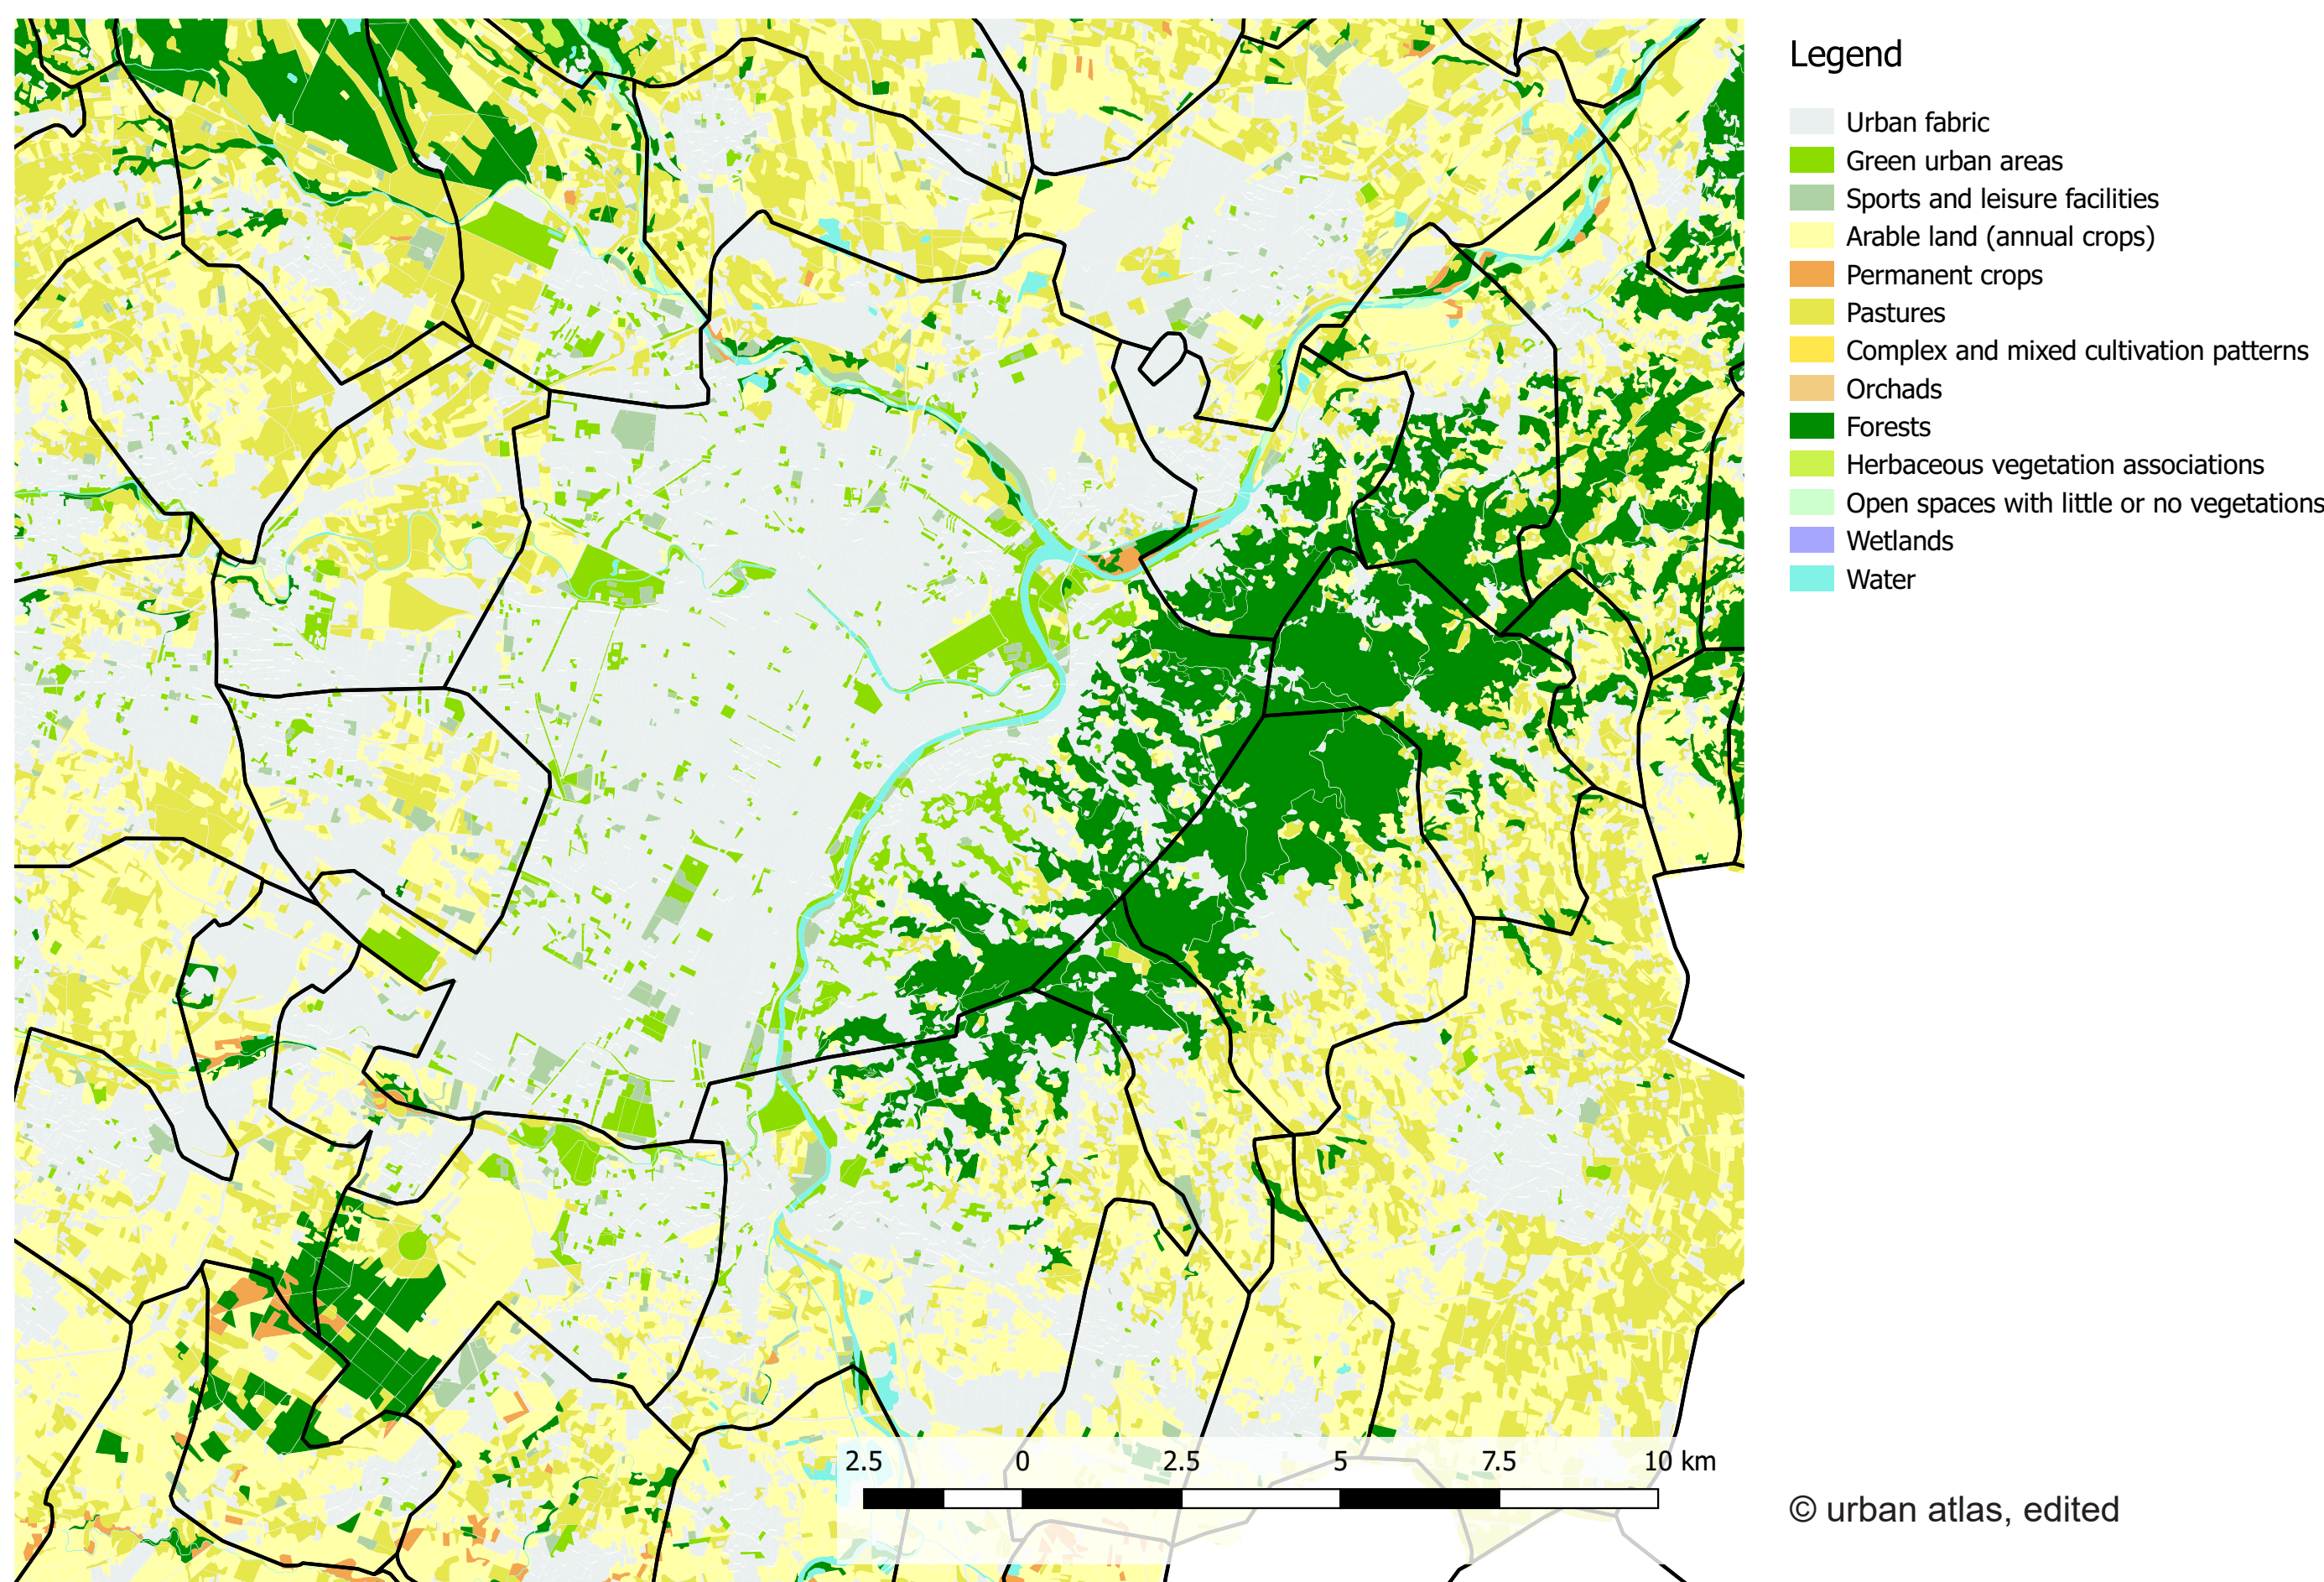 Legend
Urban fabric
Green urban areas
Sports and leisure facilities
Arable land (annual crops)
Permanent crops
Pastures
Complex and mixed cultivation patterns
Orchads
Forests
Herbaceous vegetation associations
Open spaces with little or no vegetations
Wetlands
Water
2.5 0 2.5 5 7.5 10 km
© urban atlas, edited